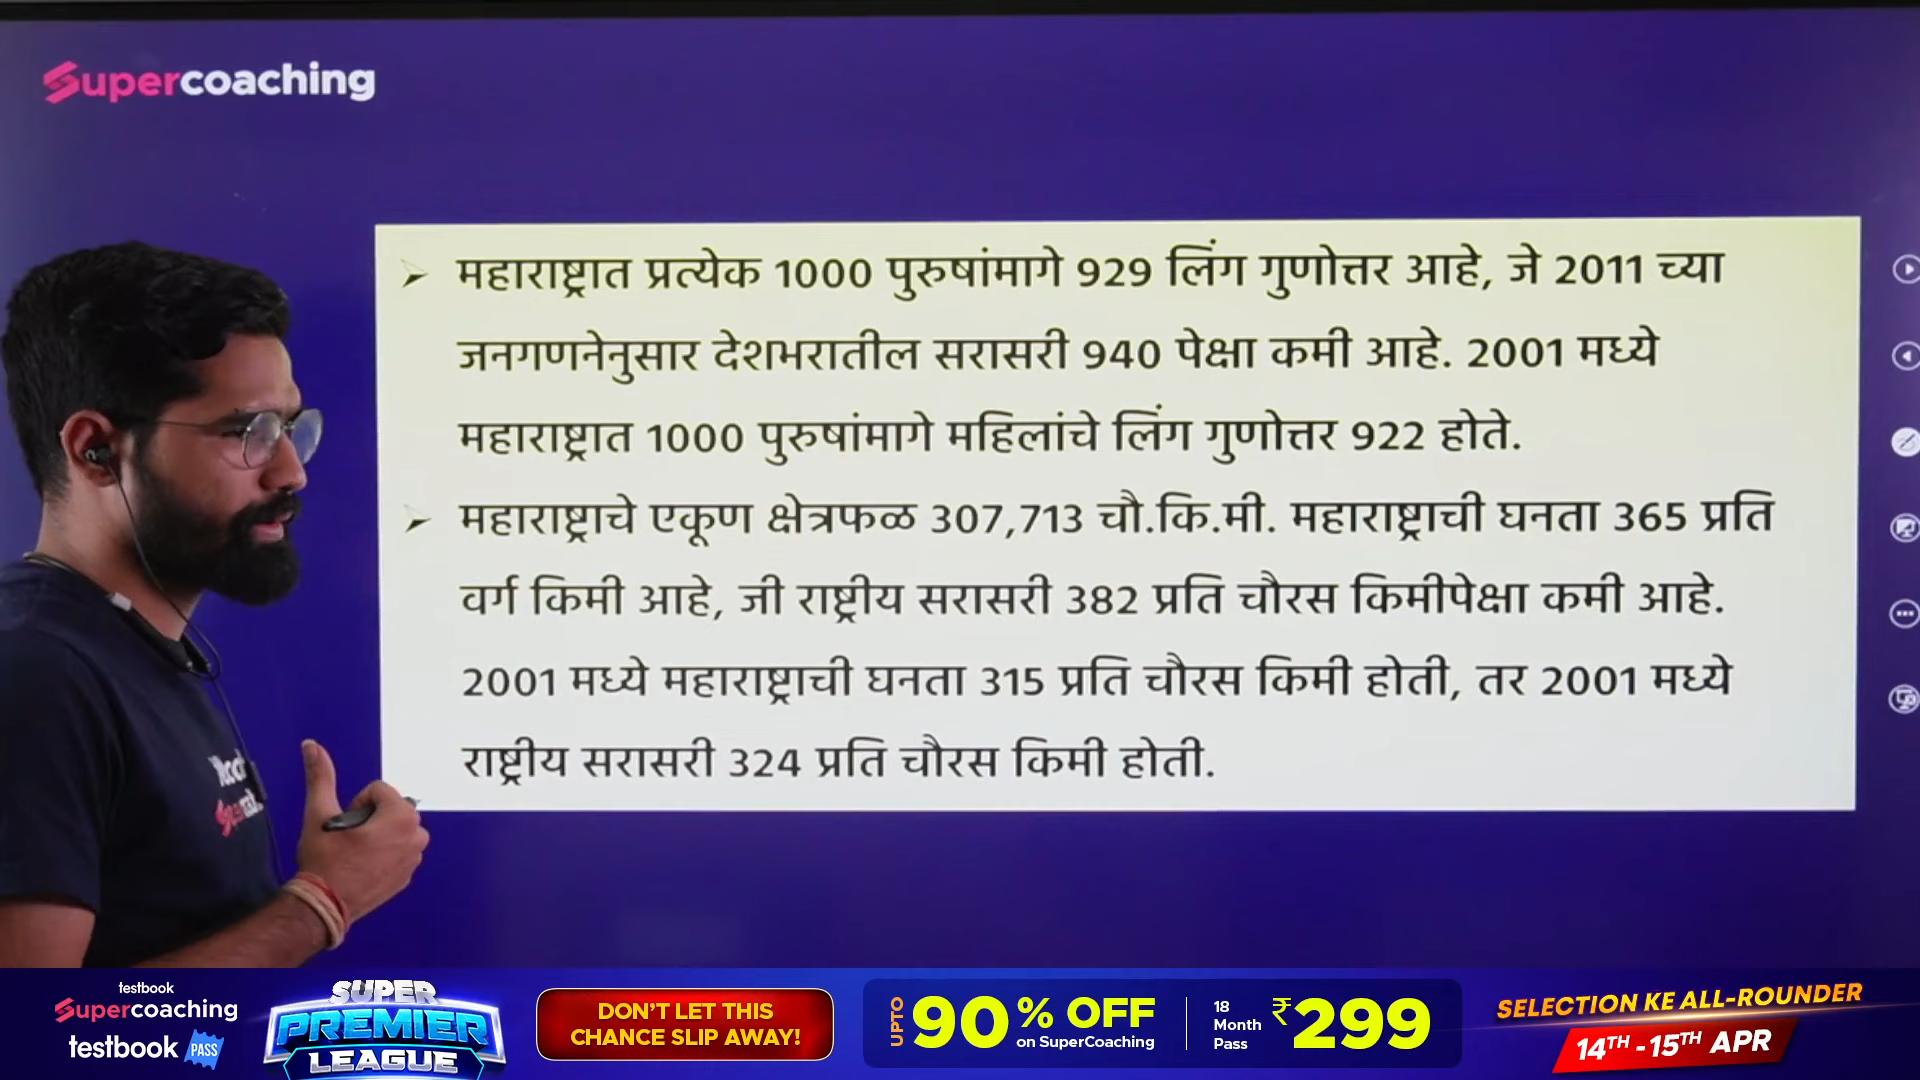 Supercoaching
➢ महाराष्ट्रात प्रत्येक 1000 पुरुषांमागे 929 लिंग गुणोत्तर आहे, जे 2011 च्या
जनगणनेनुसार देशभरातील सरासरी 940 पेक्षा कमी आहे. 2001 मध्ये
महाराष्ट्रात 1000 पुरुषांमागे महिलांचे लिंग गुणोत्तर 922 होते.
➢ महाराष्ट्राचे एकूण क्षेत्रफळ 307,713 चौ.कि.मी. महाराष्ट्राची घनता 365 प्रति
वर्ग किमी आहे, जी राष्ट्रीय सरासरी 382 प्रति चौरस किमीपेक्षा कमी आहे.
2001 मध्ये महाराष्ट्राची घनता 315 प्रति चौरस किमी होती, तर 2001 मध्ये
राष्ट्रीय सरासरी 324 प्रति चौरस किमी होती.
testbook
Supercoaching
testbook PASS
SUPER
PREMIER
LEAGUE
DON'T LET THIS
CHANCE SLIP AWAY!
UPTO 90% OFF
on SuperCoaching
18
Month
Pass
₹299
SELECTION KE ALL-ROUNDER
14TH - 15TH APR